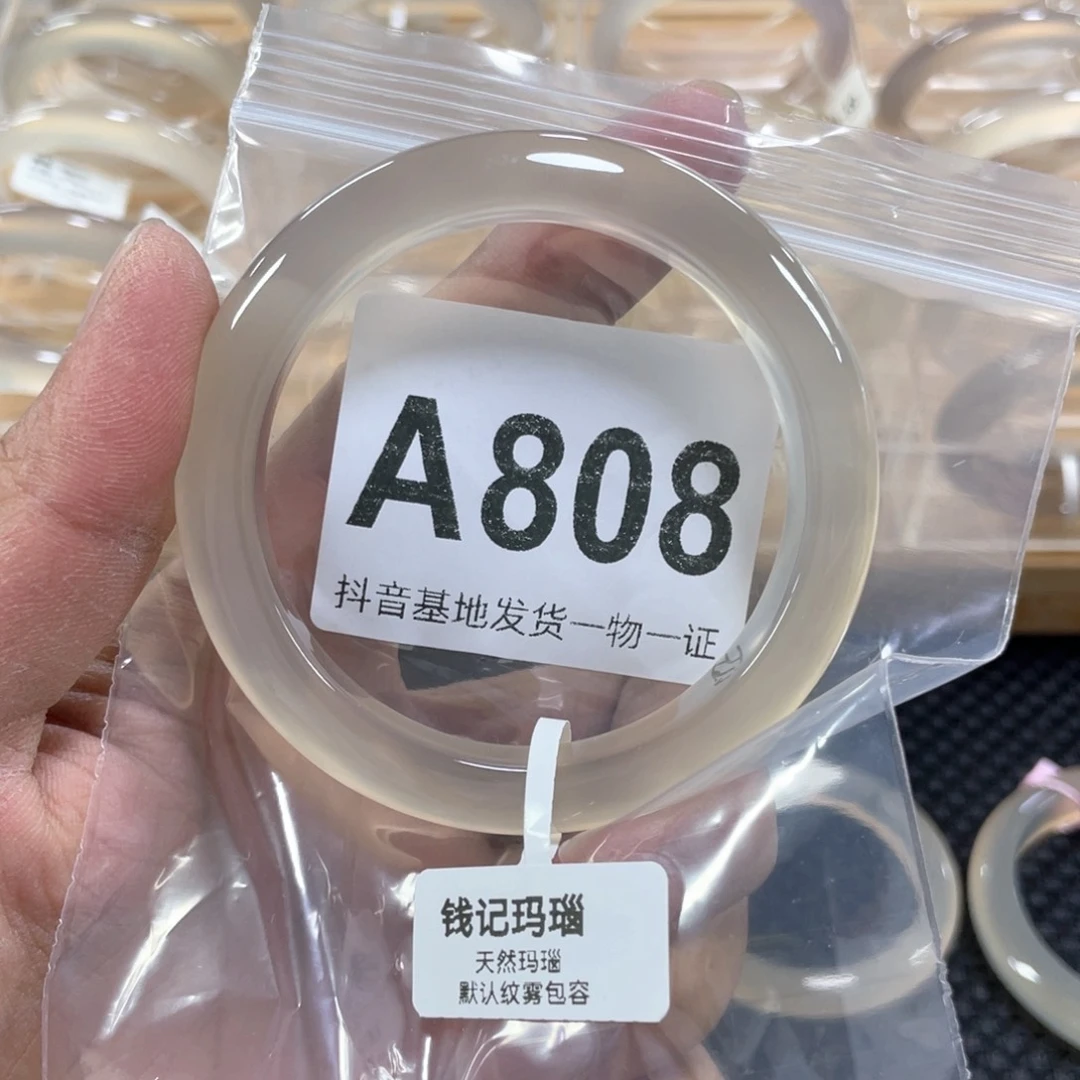 A808
抖音基地发货一物一证
钱记玛瑙
天然玛瑙
默认纹雾包容